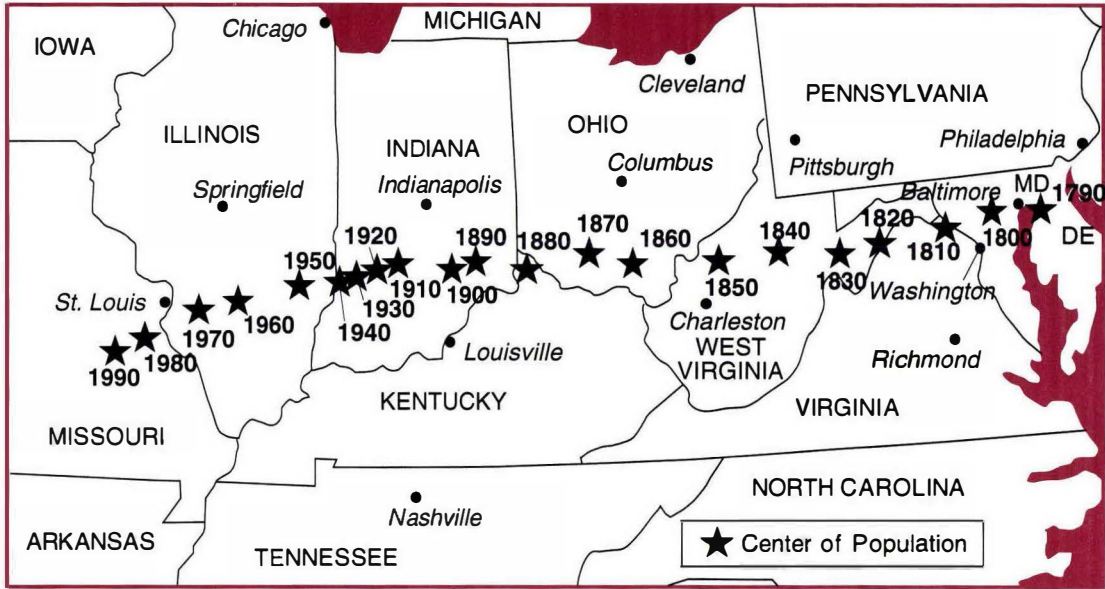 MICHIGAN
Chicago
IOWA
Cleveland
PENNSYLVANIA
OHIO
ILLINOIS
INDIANA
Philadelphia
Columbus
Pittsburgh
Springfield
Indianapolis
Baltimore
MD
1790
1820
1840
1870
1890
1880
1860
1920
1950
1800
DE
1810
1830
1850
1910
1900
1930
1940
Washington
St. Louis
1960
1970
Charleston
1980
1990
Louisville
WEST
VIRGINIA
Richmond
KENTUCKY
VIRGINIA
MISSOURI
NORTH CAROLINA
Nashville
ARKANSAS
TENNESSEE
Center of Population